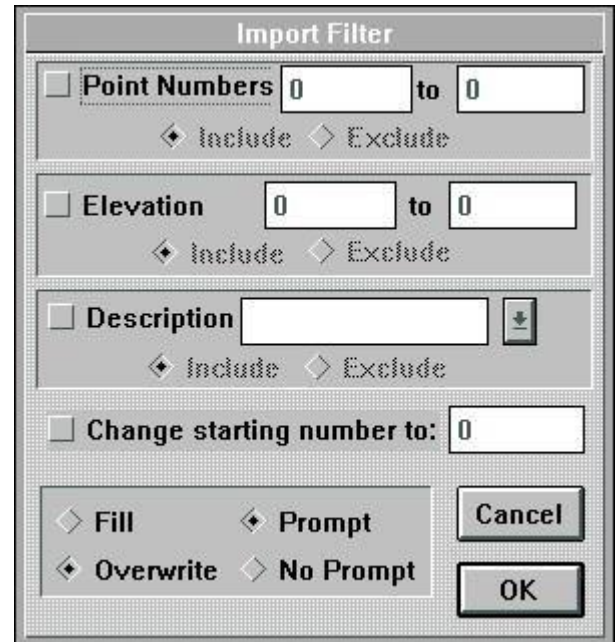 Import Filter
Point Numbers 0 to 0
Include Exclude
Elevation 0 to 0
Include Exclude
Description
Include Exclude
Change starting number to: 0
Fill Prompt Cancel
Overwrite No Prompt OK